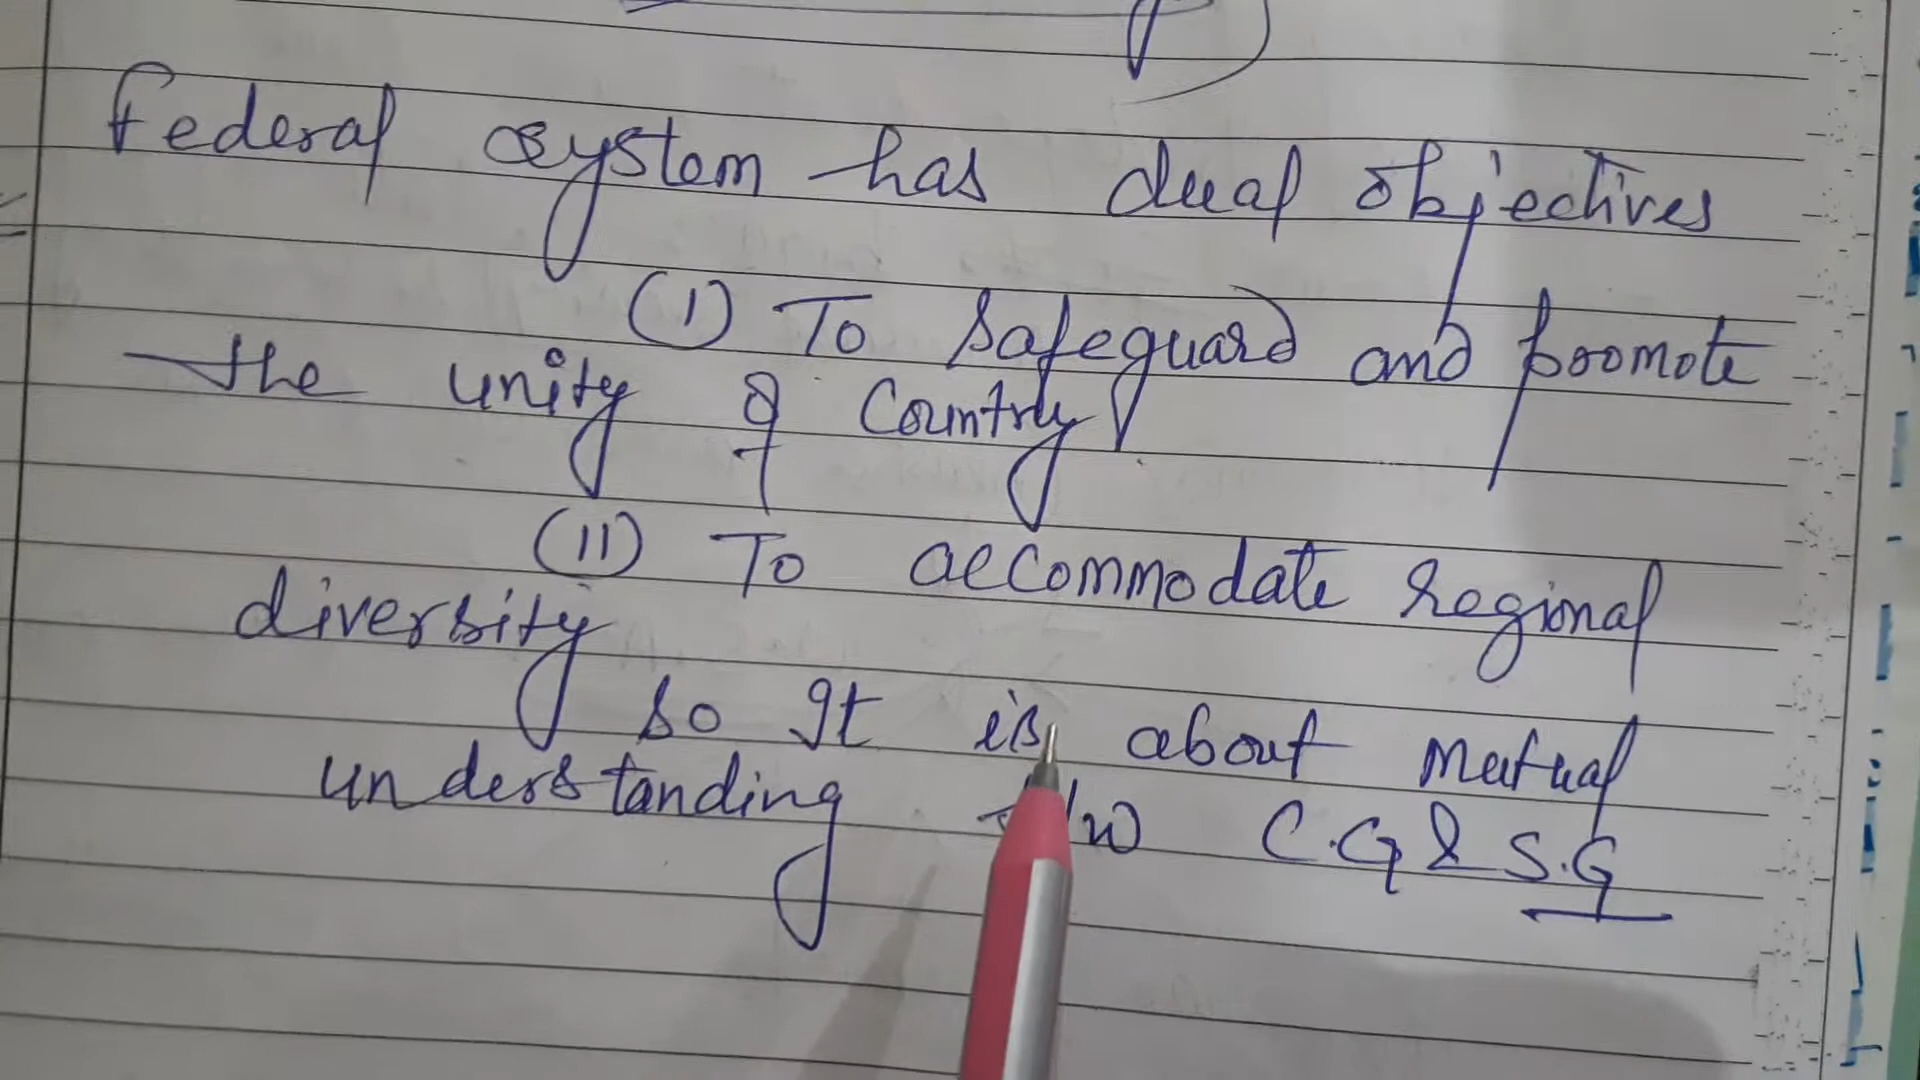 Federal system has dual objectives
(I) To safeguard and promote
the unity of Country
(II) To accommodate regional
diversity
so It is about Mutual
understanding b/w C.G & S.G